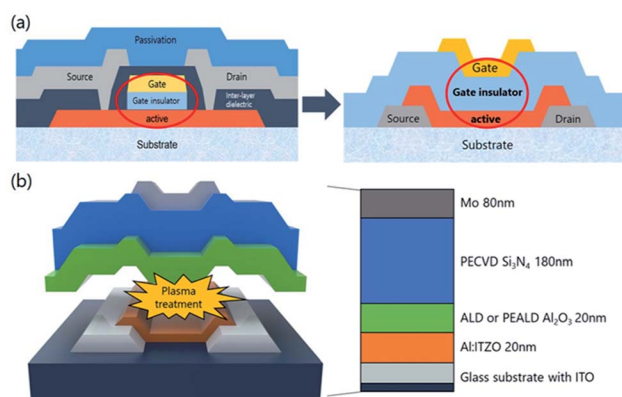 (a)
Passivation
Source
Drain
Gate
Gate insulator
Inter-layer
dielectric
active
Substrate
Gate
Gate insulator
Source
active
Drain
Substrate
(b)
Plasma
treatment
Mo 80nm
PECVD Si₃N₄ 180nm
ALD or PEALD Al₂O₃ 20nm
Al:ITZO 20nm
Glass substrate with ITO